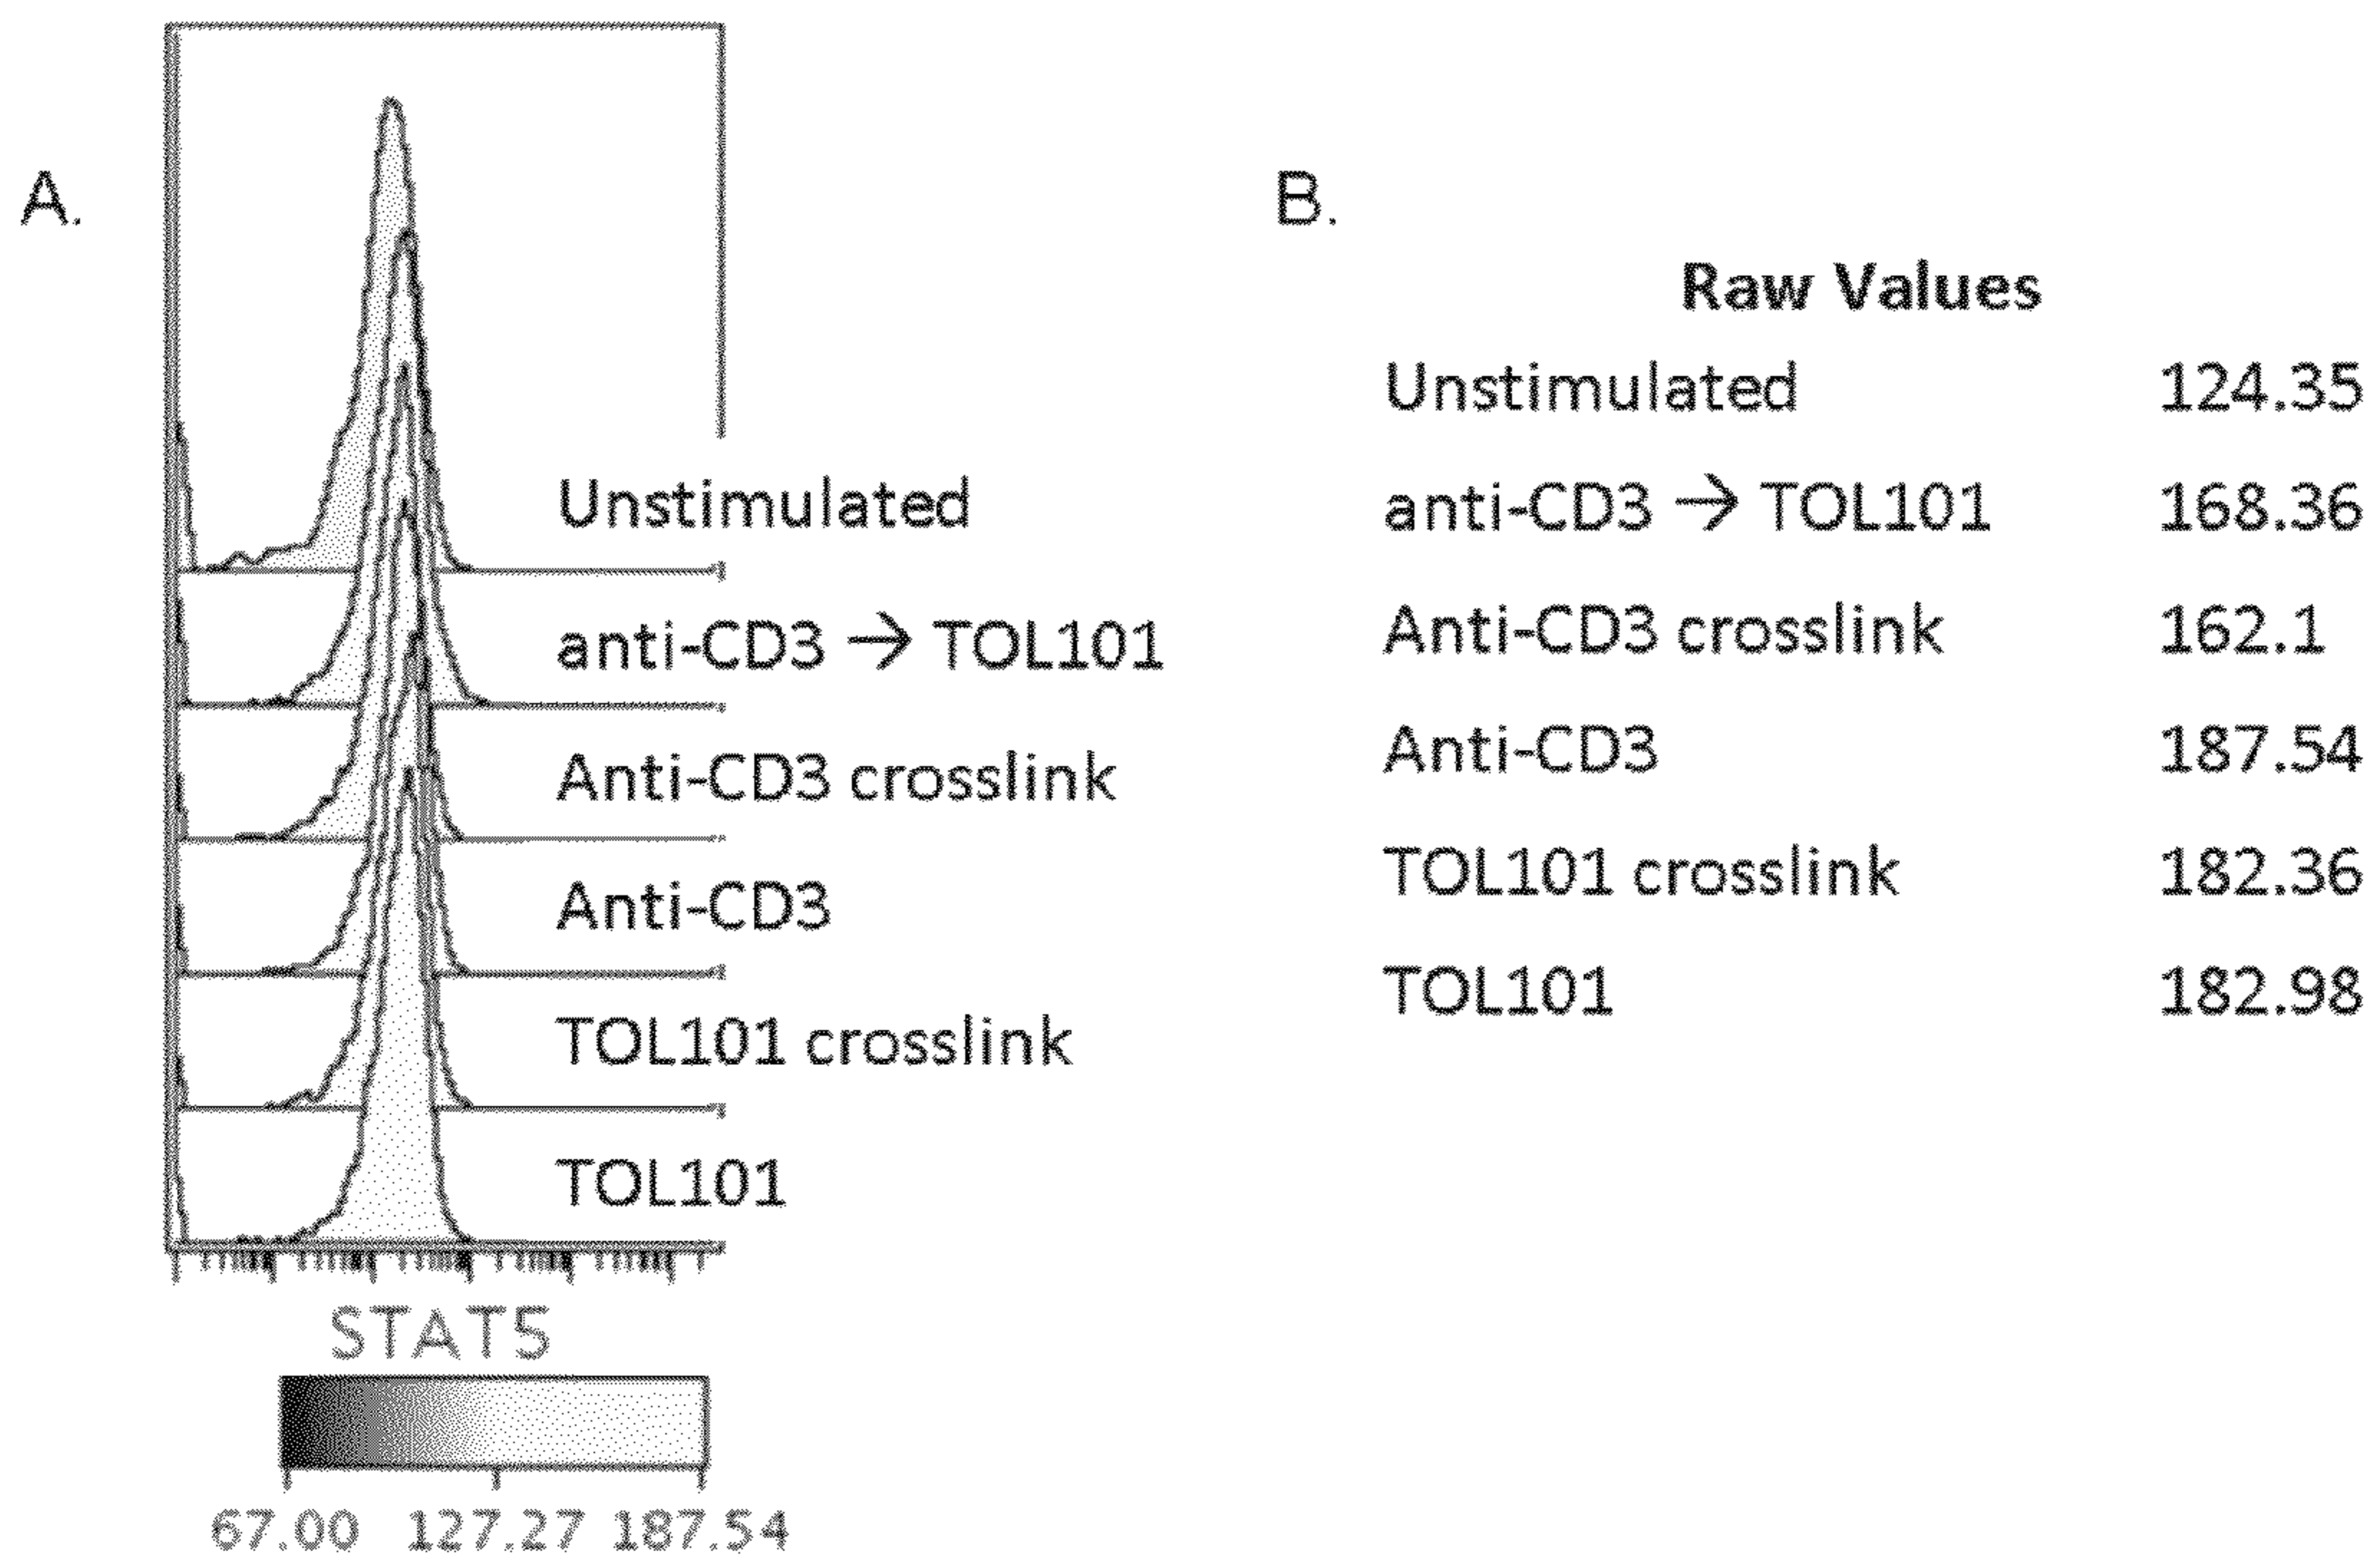 A.
Unstimulated
anti-CD3 → TOL101
Anti-CD3 crosslink
Anti-CD3
TOL101 crosslink
TOL101
STAT5
67.00 127.27 187.54
B.
Raw Values
Unstimulated 124.35
anti-CD3 → TOL101 168.36
Anti-CD3 crosslink 162.1
Anti-CD3 187.54
TOL101 crosslink 182.36
TOL101 182.98